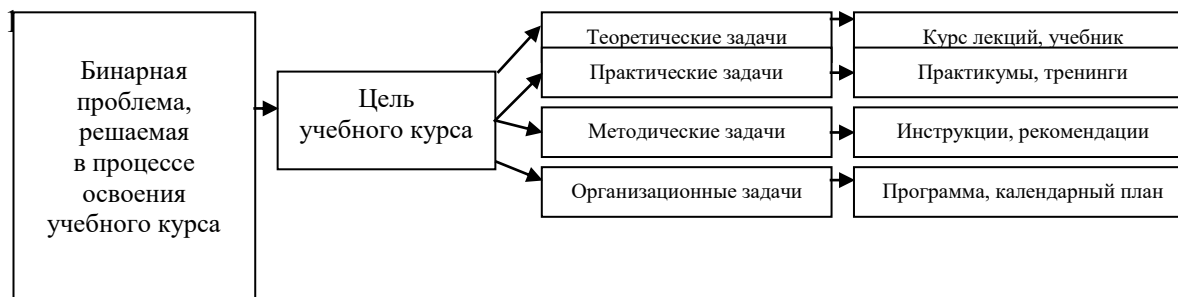 Бинарная
проблема,
решаемая
в процессе
освоения
учебного курса
Цель
учебного курса
Теоретические задачи
Практические задачи
Методические задачи
Организационные задачи
Курс лекций, учебник
Практикумы, тренинги
Инструкции, рекомендации
Программа, календарный план